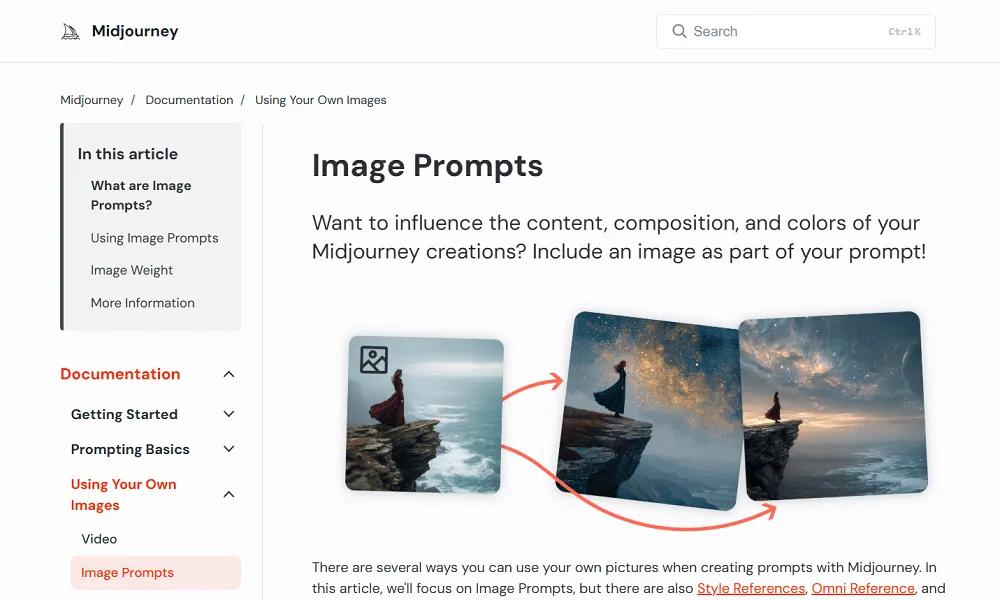 Midjourney
Search
Ctrl K
Midjourney / Documentation / Using Your Own Images
In this article
What are Image
Prompts?
Using Image Prompts
Image Weight
More Information
Documentation
Getting Started
Prompting Basics
Using Your Own
Images
Video
Image Prompts
Image Prompts
Want to influence the content, composition, and colors of your
Midjourney creations? Include an image as part of your prompt!
There are several ways you can use your own pictures when creating prompts with Midjourney. In
this article, we'll focus on Image Prompts, but there are also Style References, Omni Reference, and